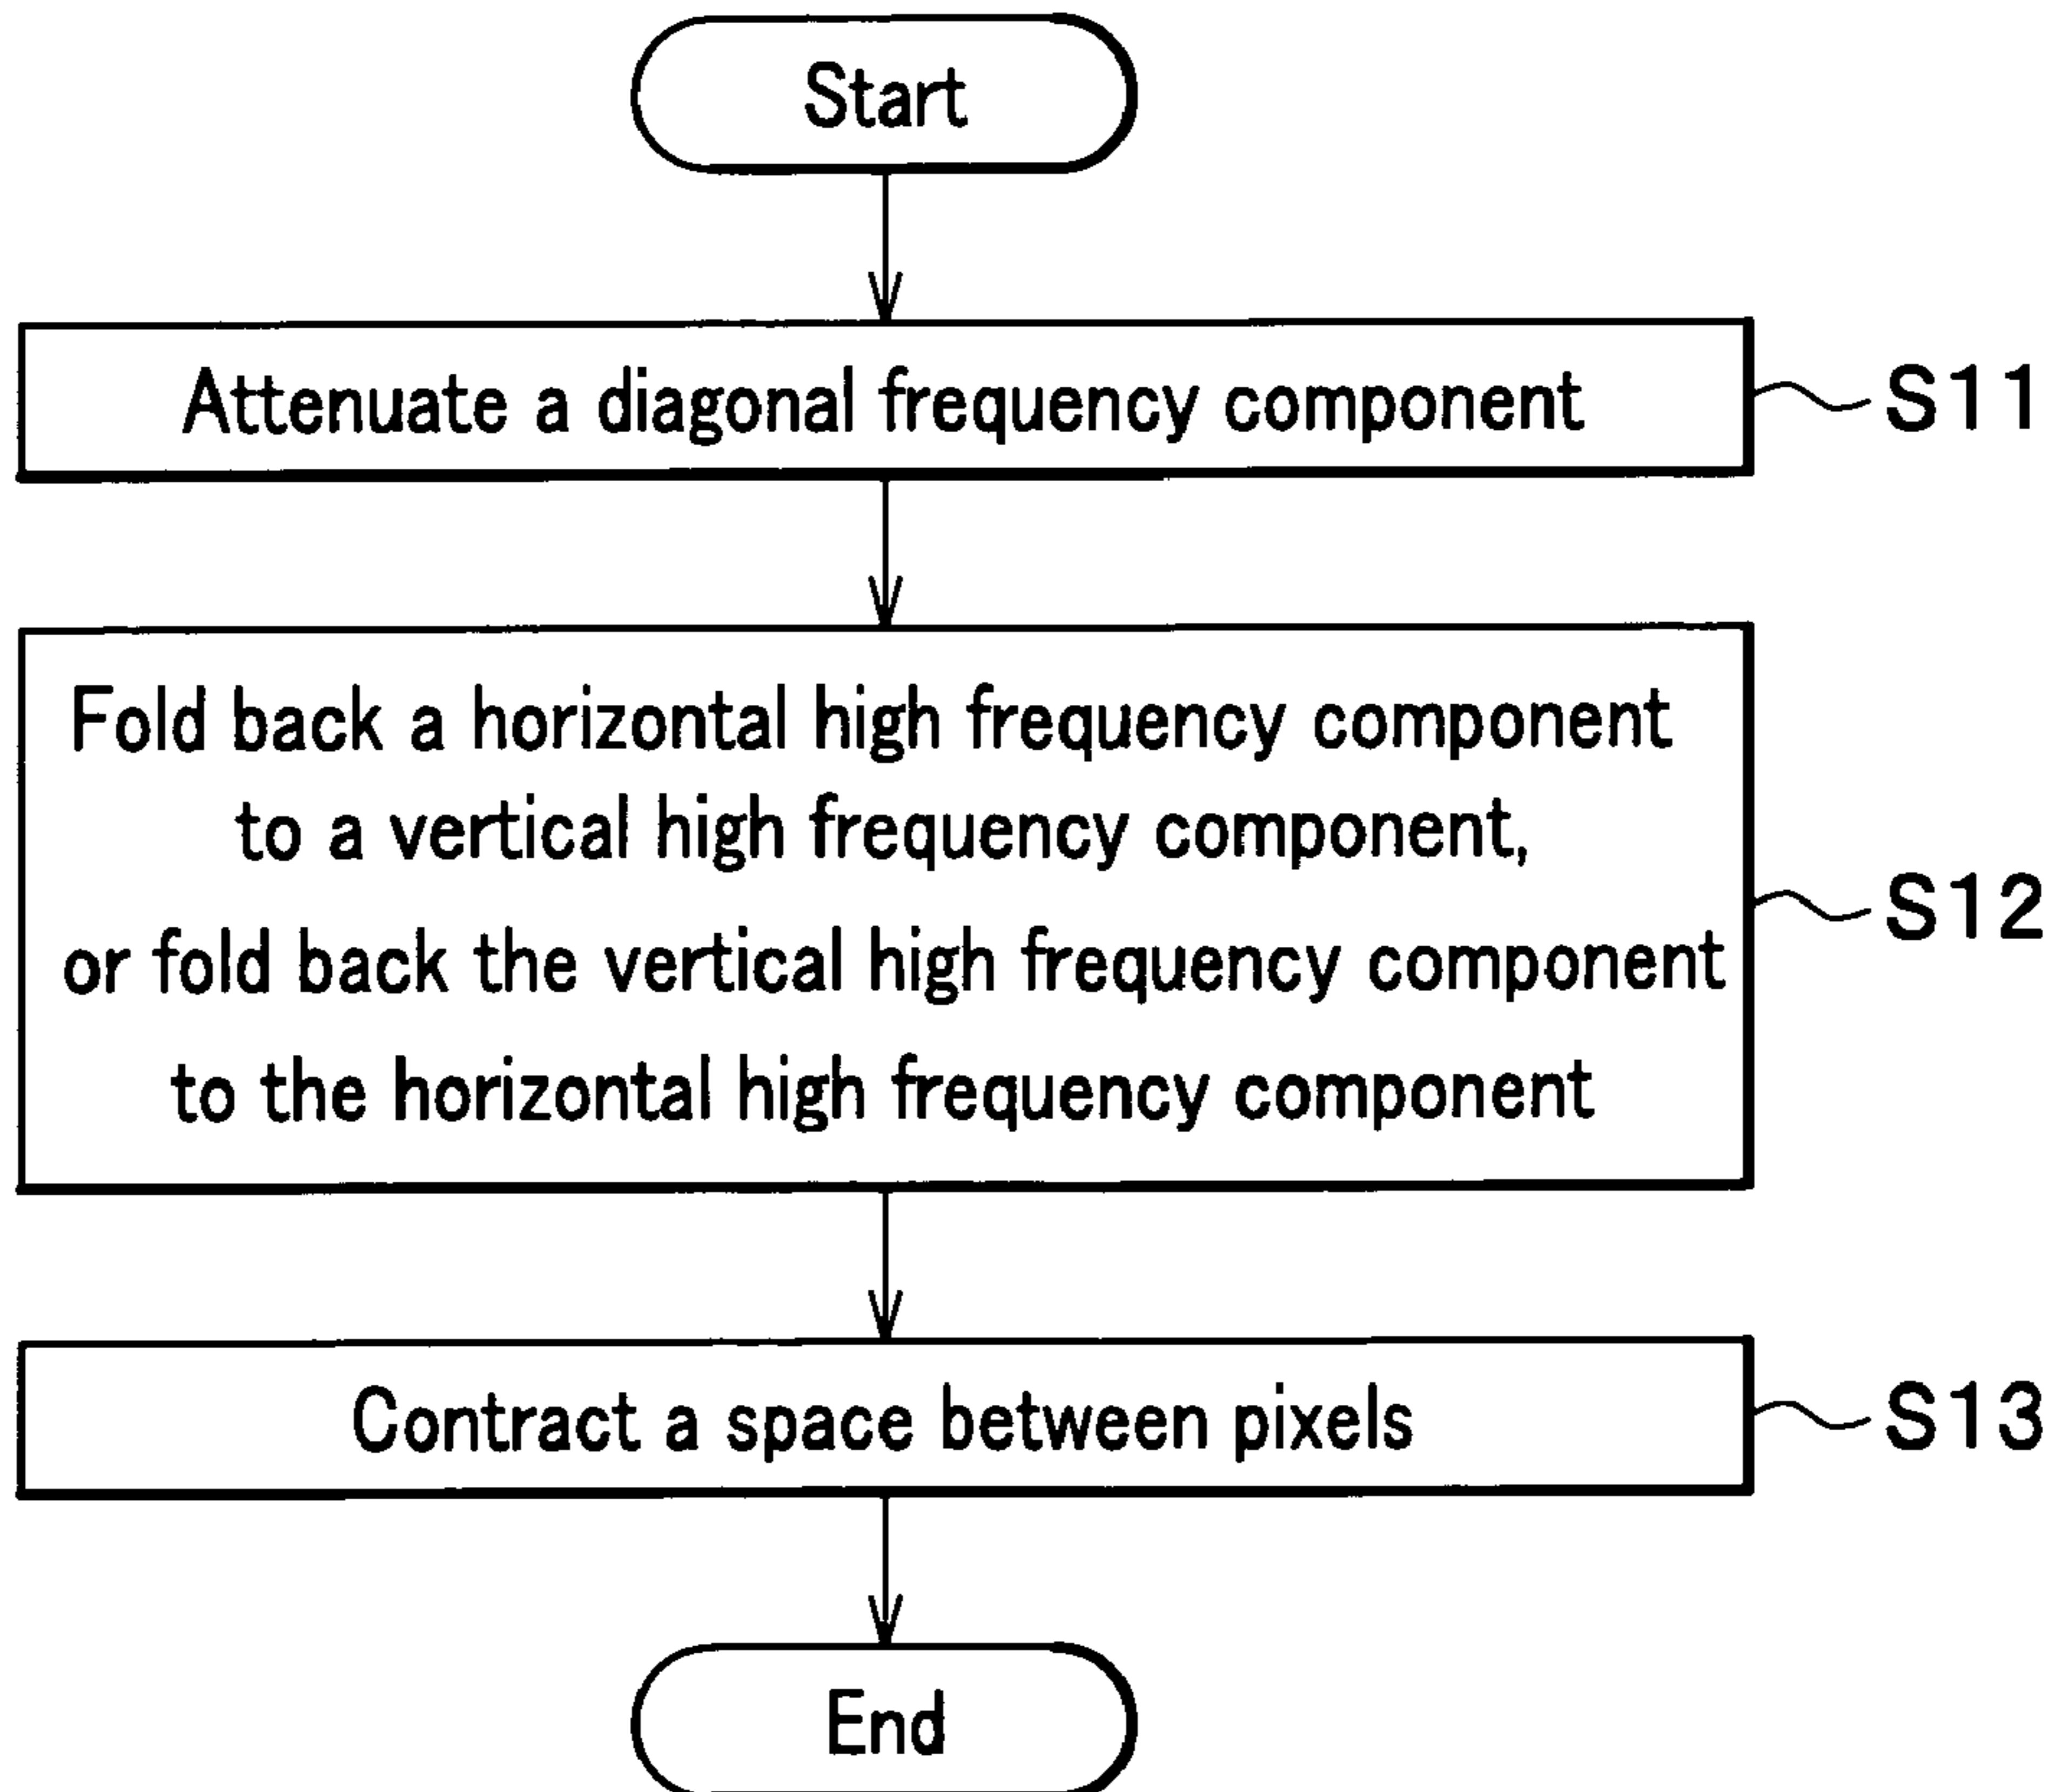 Start
Attenuate a diagonal frequency component
S11
Fold back a horizontal high frequency component
to a vertical high frequency component,
or fold back the vertical high frequency component
to the horizontal high frequency component
S12
Contract a space between pixels
S13
End